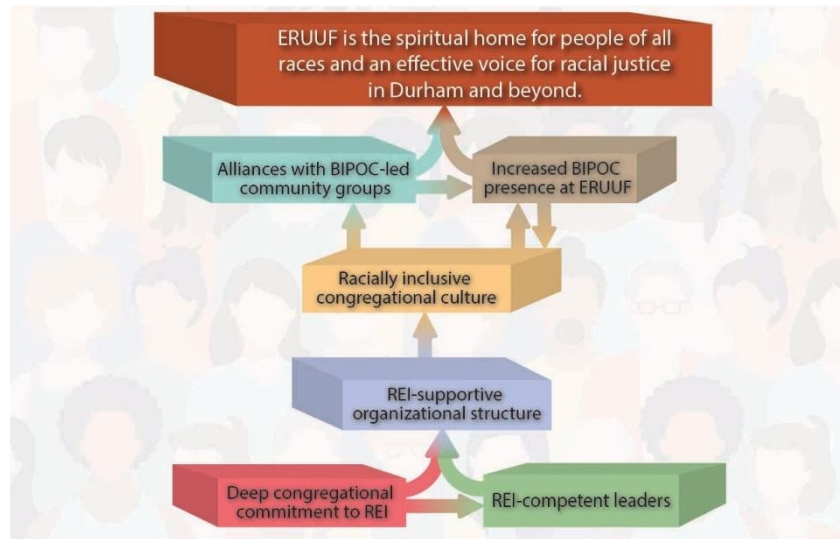 ERUUF is the spiritual home for people of all
races and an effective voice for racial justice
in Durham and beyond.
Alliances with BIPOC-led
community groups
Increased BIPOC
presence at ERUUF
Racially inclusive
congregational culture
REI-supportive
organizational structure
Deep congregational
commitment to REI
REI-competent leaders